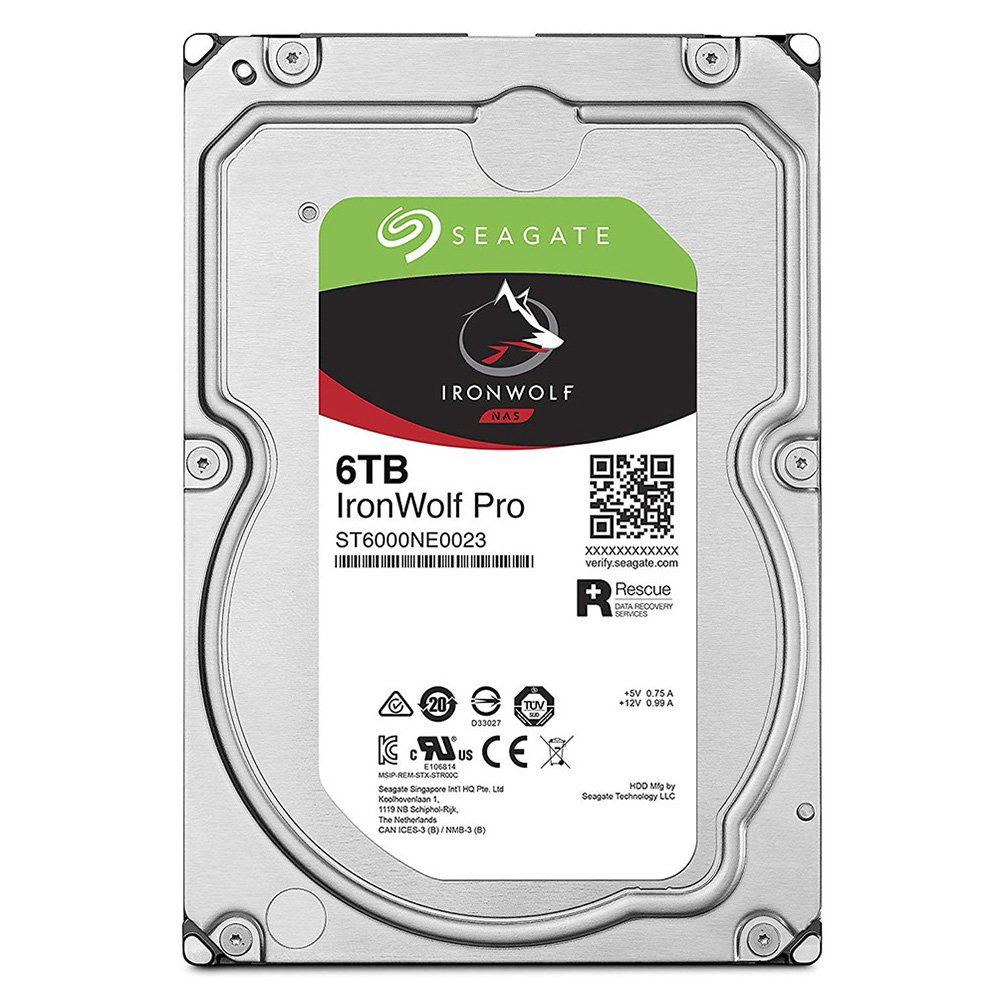 SEAGATE
IRONWOLF
NAS
6TB
IronWolf Pro
ST6000NE0023
XXXXXXXXXXXX
verify.seagate.com
R Rescue
DATA RECOVERY
SERVICES
+5V 0.75 A
+12V 0.99 A
20
D33027
TÜV
SÜD
c RU US
E106814
CE
MSIP-REM-STX-STR00C
Seagate Singapore Int'l HQ Pte. Ltd
Koolhovenlaan 1,
1119 NB Schiphol-Rijk,
The Netherlands
CAN ICES-3 (B) / NMB-3 (B)
HDD Mfg by
Seagate Technology LLC